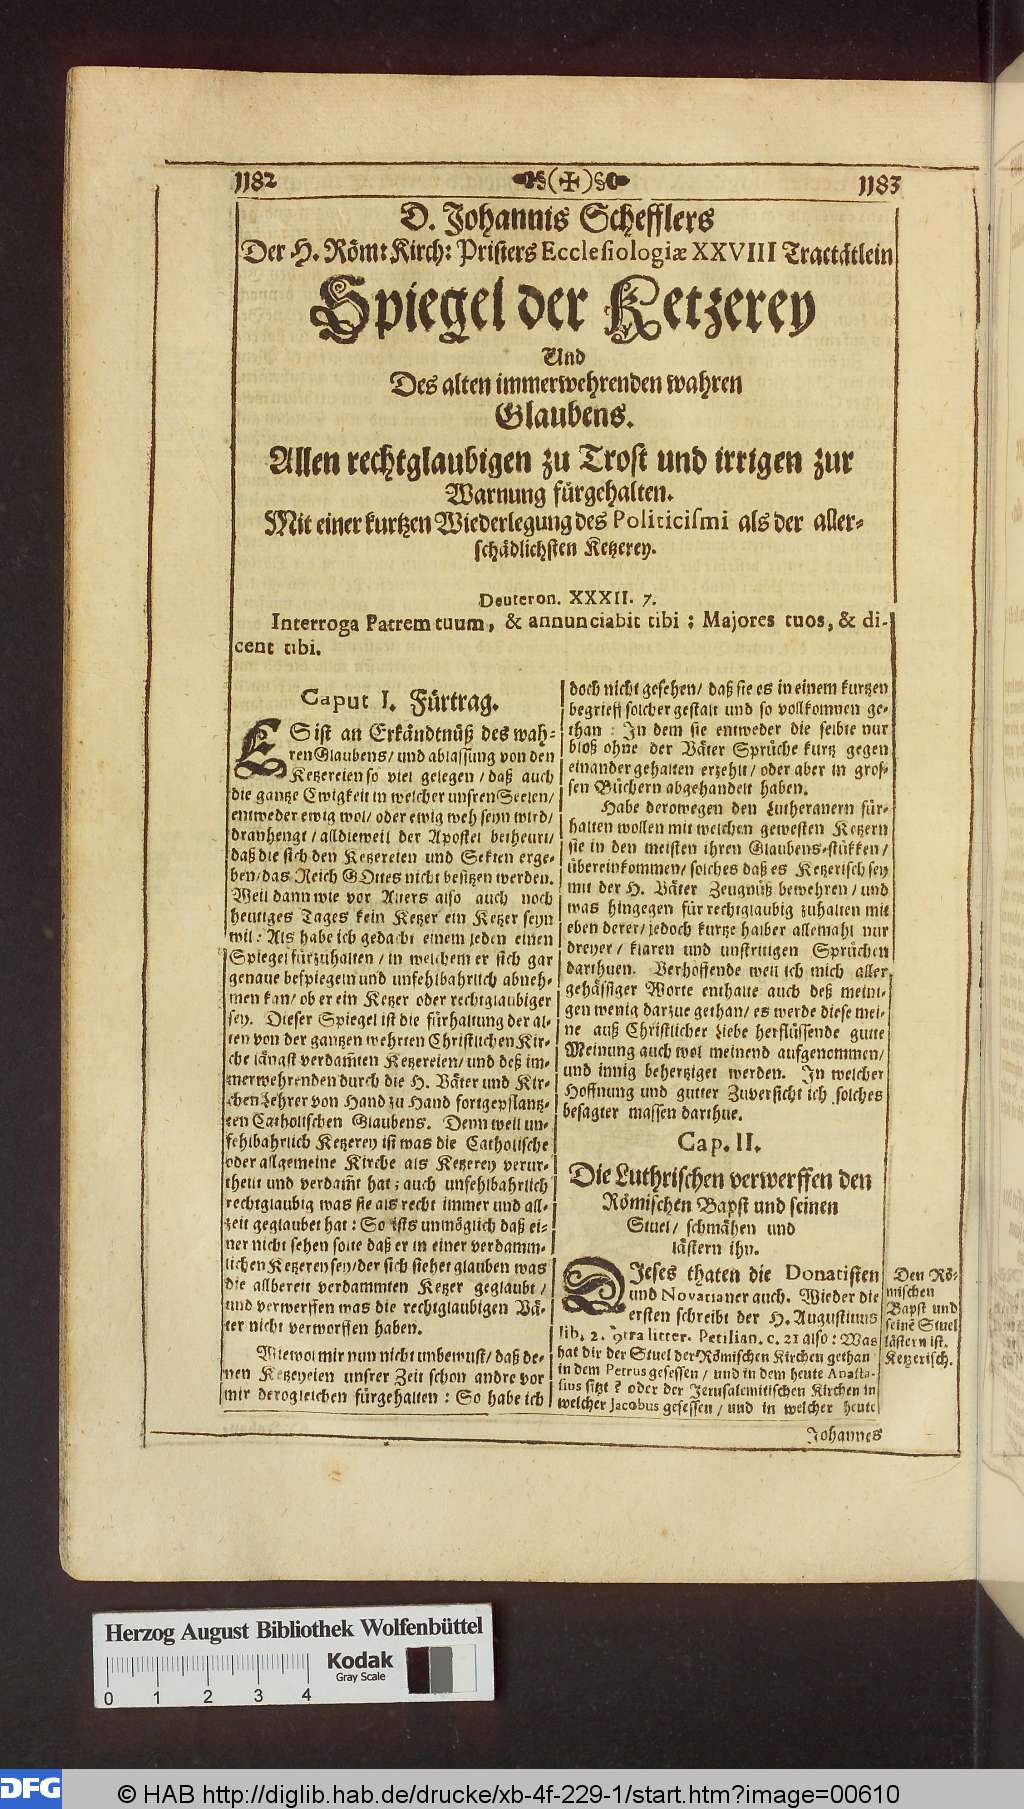 1182
1183
D. Johannis Schefflers
Der H. Röm: Kirch: Pristers Ecclesiologiæ XXVIII Tractätlein
Spiegel der Ketzerey
Und
Des alten immerwehrenden wahren
Glaubens.
Allen rechtglaubigen zu Trost und irrigen zur
Warnung fürgehalten.
Mit einer kurtzen Wiederlegung des Politicismi als der aller-
schädlichsten Ketzerey.
Deuteron. XXXII. 7.
Interroga Patrem tuum, & annunciabit tibi; Majores tuos, & di-
cent tibi.
Caput I. Fürtrag.
ES ist an Erkändtnüß des wah-
ren Glaubens/ und ablassung von den
Ketzereien so viel gelegen/ daß auch
die gantze Ewigkeit in welcher unsren Seelen/
entweder ewig wol/ oder ewig weh seyn wird/
dranhengt/ alldieweil der Apostel betheurt/
daß die sich den Ketzereien und Sekten erge-
ben/ das Reich GOttes nicht besitzen werden.
Weil dann wie vor Alters also auch noch
heutiges Tages kein Ketzer ein Ketzer seyn
wil: Als habe ich gedacht einem jeden einen
Spiegel fürzuhalten/ in welchem er sich gar
genaue bespiegeln und unfehlbahrlich abneh-
men kan/ ob er ein Ketzer oder rechtglaubiger
sey. Dieser Spiegel ist die fürhaltung der al-
ten von der gantzen wehrten Christlichen Kir-
che längst verdam̃ten Ketzereien/ und deß im-
merwehrenden durch die H. Väter und Kir-
chen Lehrer von Hand zu Hand fortgepflantz-
ten Catholischen Glaubens. Denn weil un-
fehlbahrlich Ketzerey ist was die Catholische
oder allgemeine Kirche als Ketzerey verur-
theilt und verdam̃t hat; auch unfehlbahrlich
rechtglaubig was sie als recht immer und all-
zeit geglaubet hat: So ists unmöglich daß ei-
ner nicht sehen solte daß er in einer verdamm-
lichen Ketzerey sey/ der sich siehet glauben was
die allbereit verdammten Ketzer geglaubt/
und verwerffen was die rechtglaubigen Vä-
ter nicht verworffen haben.
Wiewol mir nun nicht unbewust/ daß de-
nen Ketzeyeien unsrer Zeit schon andre vor
mir derogleichen fürgehalten: So habe ich
doch nicht gesehen/ daß sie es in einem kurtzen
begrieff solcher gestalt und so vollkomnen ge-
than: In dem sie entweder die selbte nur
bloß ohne der Väter Sprüche kurtz gegen
einander gehalten erzehlt/ oder aber in gros-
sen Büchern abgehandelt haben.
Habe derowegen den Lutheranern für-
halten wollen mit welchen gewesten Ketzern
sie in den meisten ihren Glaubens-stükken/
übereinkommen/ solches daß es Ketzerisch sey
mit der H. Väter Zeugnüß bewehren/ und
was hingegen für rechtglaubig zuhalten mit
eben derer/ jedoch kurtze halber allemahl nur
dreyer/ klaren und unstrittigen Sprüchen
darthuen. Verhoffende weil ich mich aller
gehässiger Worte enthalte auch deß meini-
gen wenig darzue gethan/ es werde diese mei-
ne auß Christlicher Liebe herflüssende gutte
Meinung auch wol meinend aufgenommen/
und innig behertziget werden. In welcher
Hoffnung und gutter Zuversicht ich solches
besagter massen darthue.
Cap. II.
Die Luthrischen verwerffen den
Römischen Bapst und seinen
Stuel/ schmähen und
lästern ihn.
DJeses thaten die Donatisten
und Novatianer auch. Wieder die
ersten schreibt der H. Augustinus
lib. 2. contra litter. Petilian. c. 21 also: Was
hat dir der Stuel der Römischen Kirchen gethan
in dem Petrus gesessen/ und in dem heute Anasta-
sius sitzt? oder der Jerusalemitischen Kirchen in
welcher Jacobus gesessen/ und in welcher heute
Den Rö-
mischen
Bapst und
seinē Stuel
lästern ist.
Ketzerisch.
Johannes
Herzog August Bibliothek Wolfenbüttel
Kodak
Gray Scale
0 1 2 3 4
DFG
© HAB http://diglib.hab.de/drucke/xb-4f-229-1/start.htm?image=00610